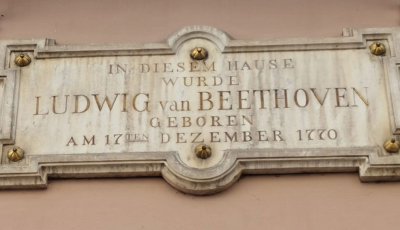 IN DIESEM HAUSE
WURDE
LUDWIG van BEETHOVEN
GEBOREN
AM 17TEN DEZEMBER 1770